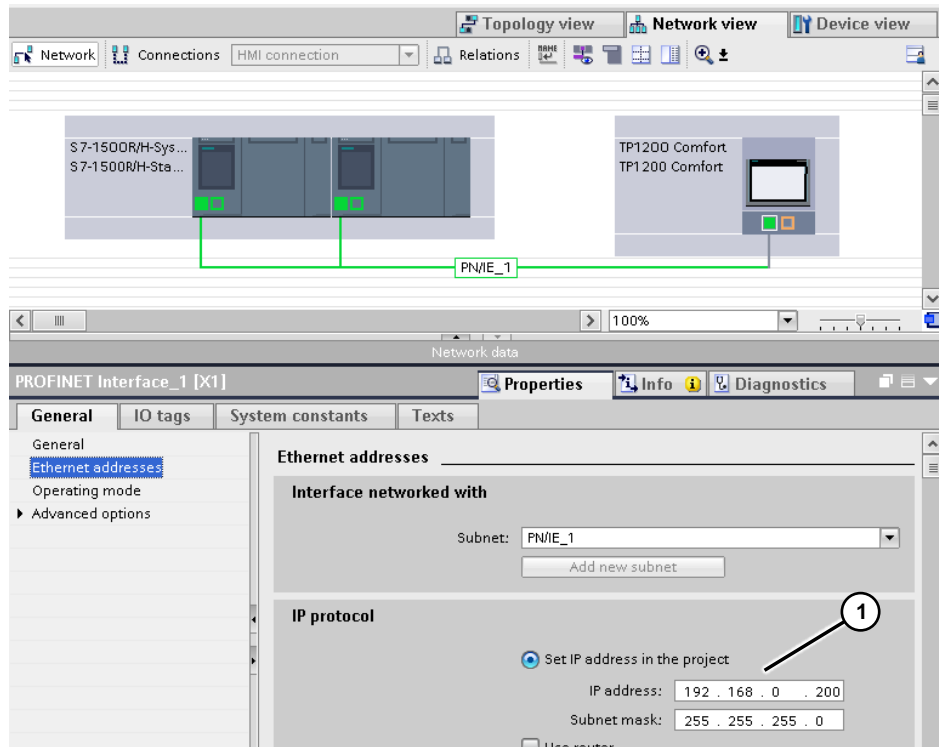 Topology view Network view Device view
Network Connections HMI connection Relations NAME
S7-1500R/H-Sys...
S7-1500R/H-Sta...
TP1200 Comfort
TP1200 Comfort
PN/IE_1
100%
Network data
PROFINET Interface_1 [X1] Properties Info Diagnostics
General IO tags System constants Texts
General
Ethernet addresses
Operating mode
Advanced options
Ethernet addresses
Interface networked with
Subnet: PN/IE_1
Add new subnet
IP protocol
1
Set IP address in the project
IP address: 192 . 168 . 0 . 200
Subnet mask: 255 . 255 . 255 . 0
Use router